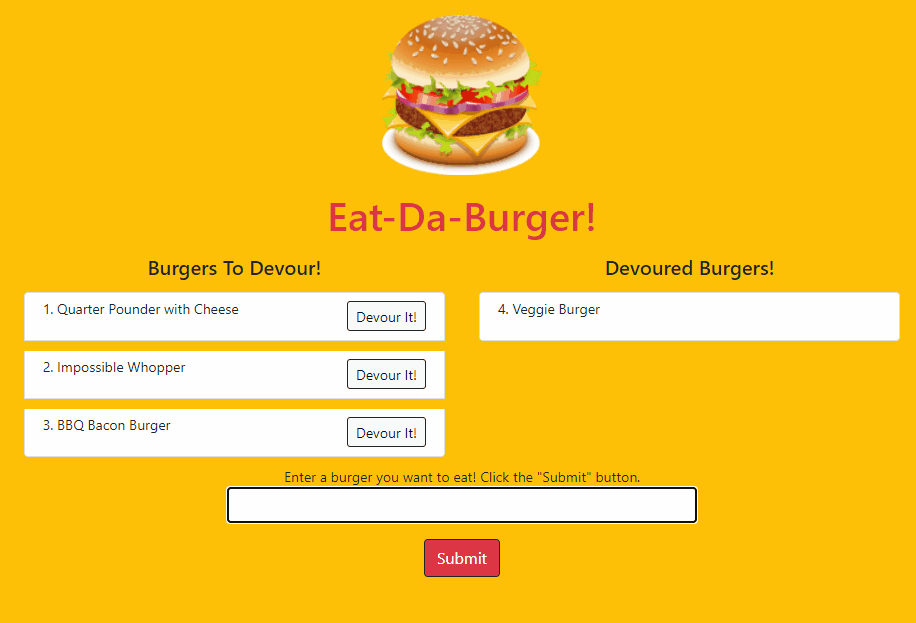 Eat-Da-Burger!
Burgers To Devour!
1. Quarter Pounder with Cheese
Devour It!
2. Impossible Whopper
Devour It!
3. BBQ Bacon Burger
Devour It!
Devoured Burgers!
4. Veggie Burger
Enter a burger you want to eat! Click the "Submit" button.
Submit